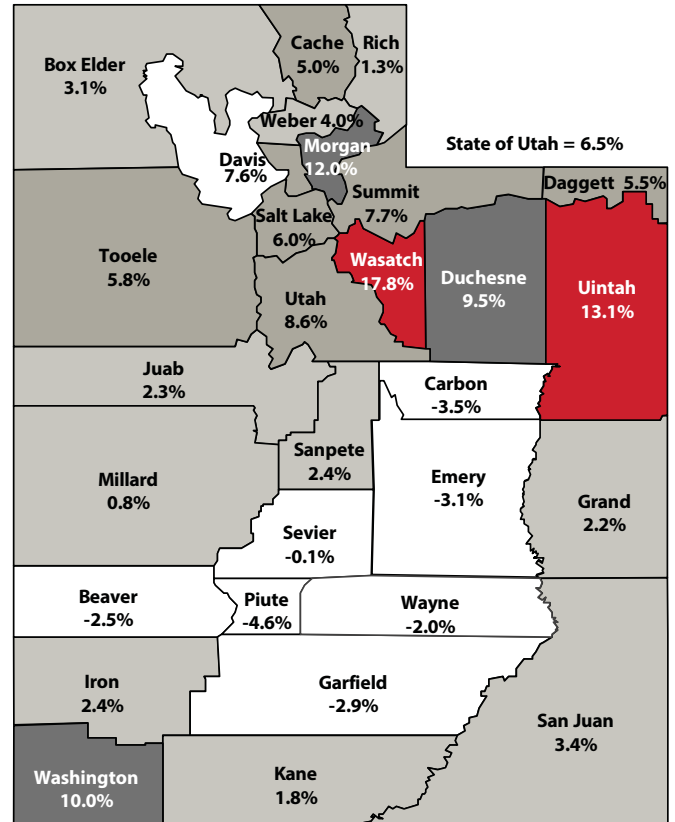 Cache
5.0%
Rich
1.3%
Box Elder
3.1%
Weber 4.0%
Morgan
12.0%
State of Utah = 6.5%
Davis
7.6%
Daggett 5.5%
Summit
7.7%
Salt Lake
6.0%
Tooele
5.8%
Wasatch
17.8%
Duchesne
9.5%
Uintah
13.1%
Utah
8.6%
Juab
2.3%
Carbon
-3.5%
Sanpete
2.4%
Millard
0.8%
Emery
-3.1%
Grand
2.2%
Sevier
-0.1%
Beaver
-2.5%
Piute
-4.6%
Wayne
-2.0%
Iron
2.4%
Garfield
-2.9%
San Juan
3.4%
Washington
10.0%
Kane
1.8%